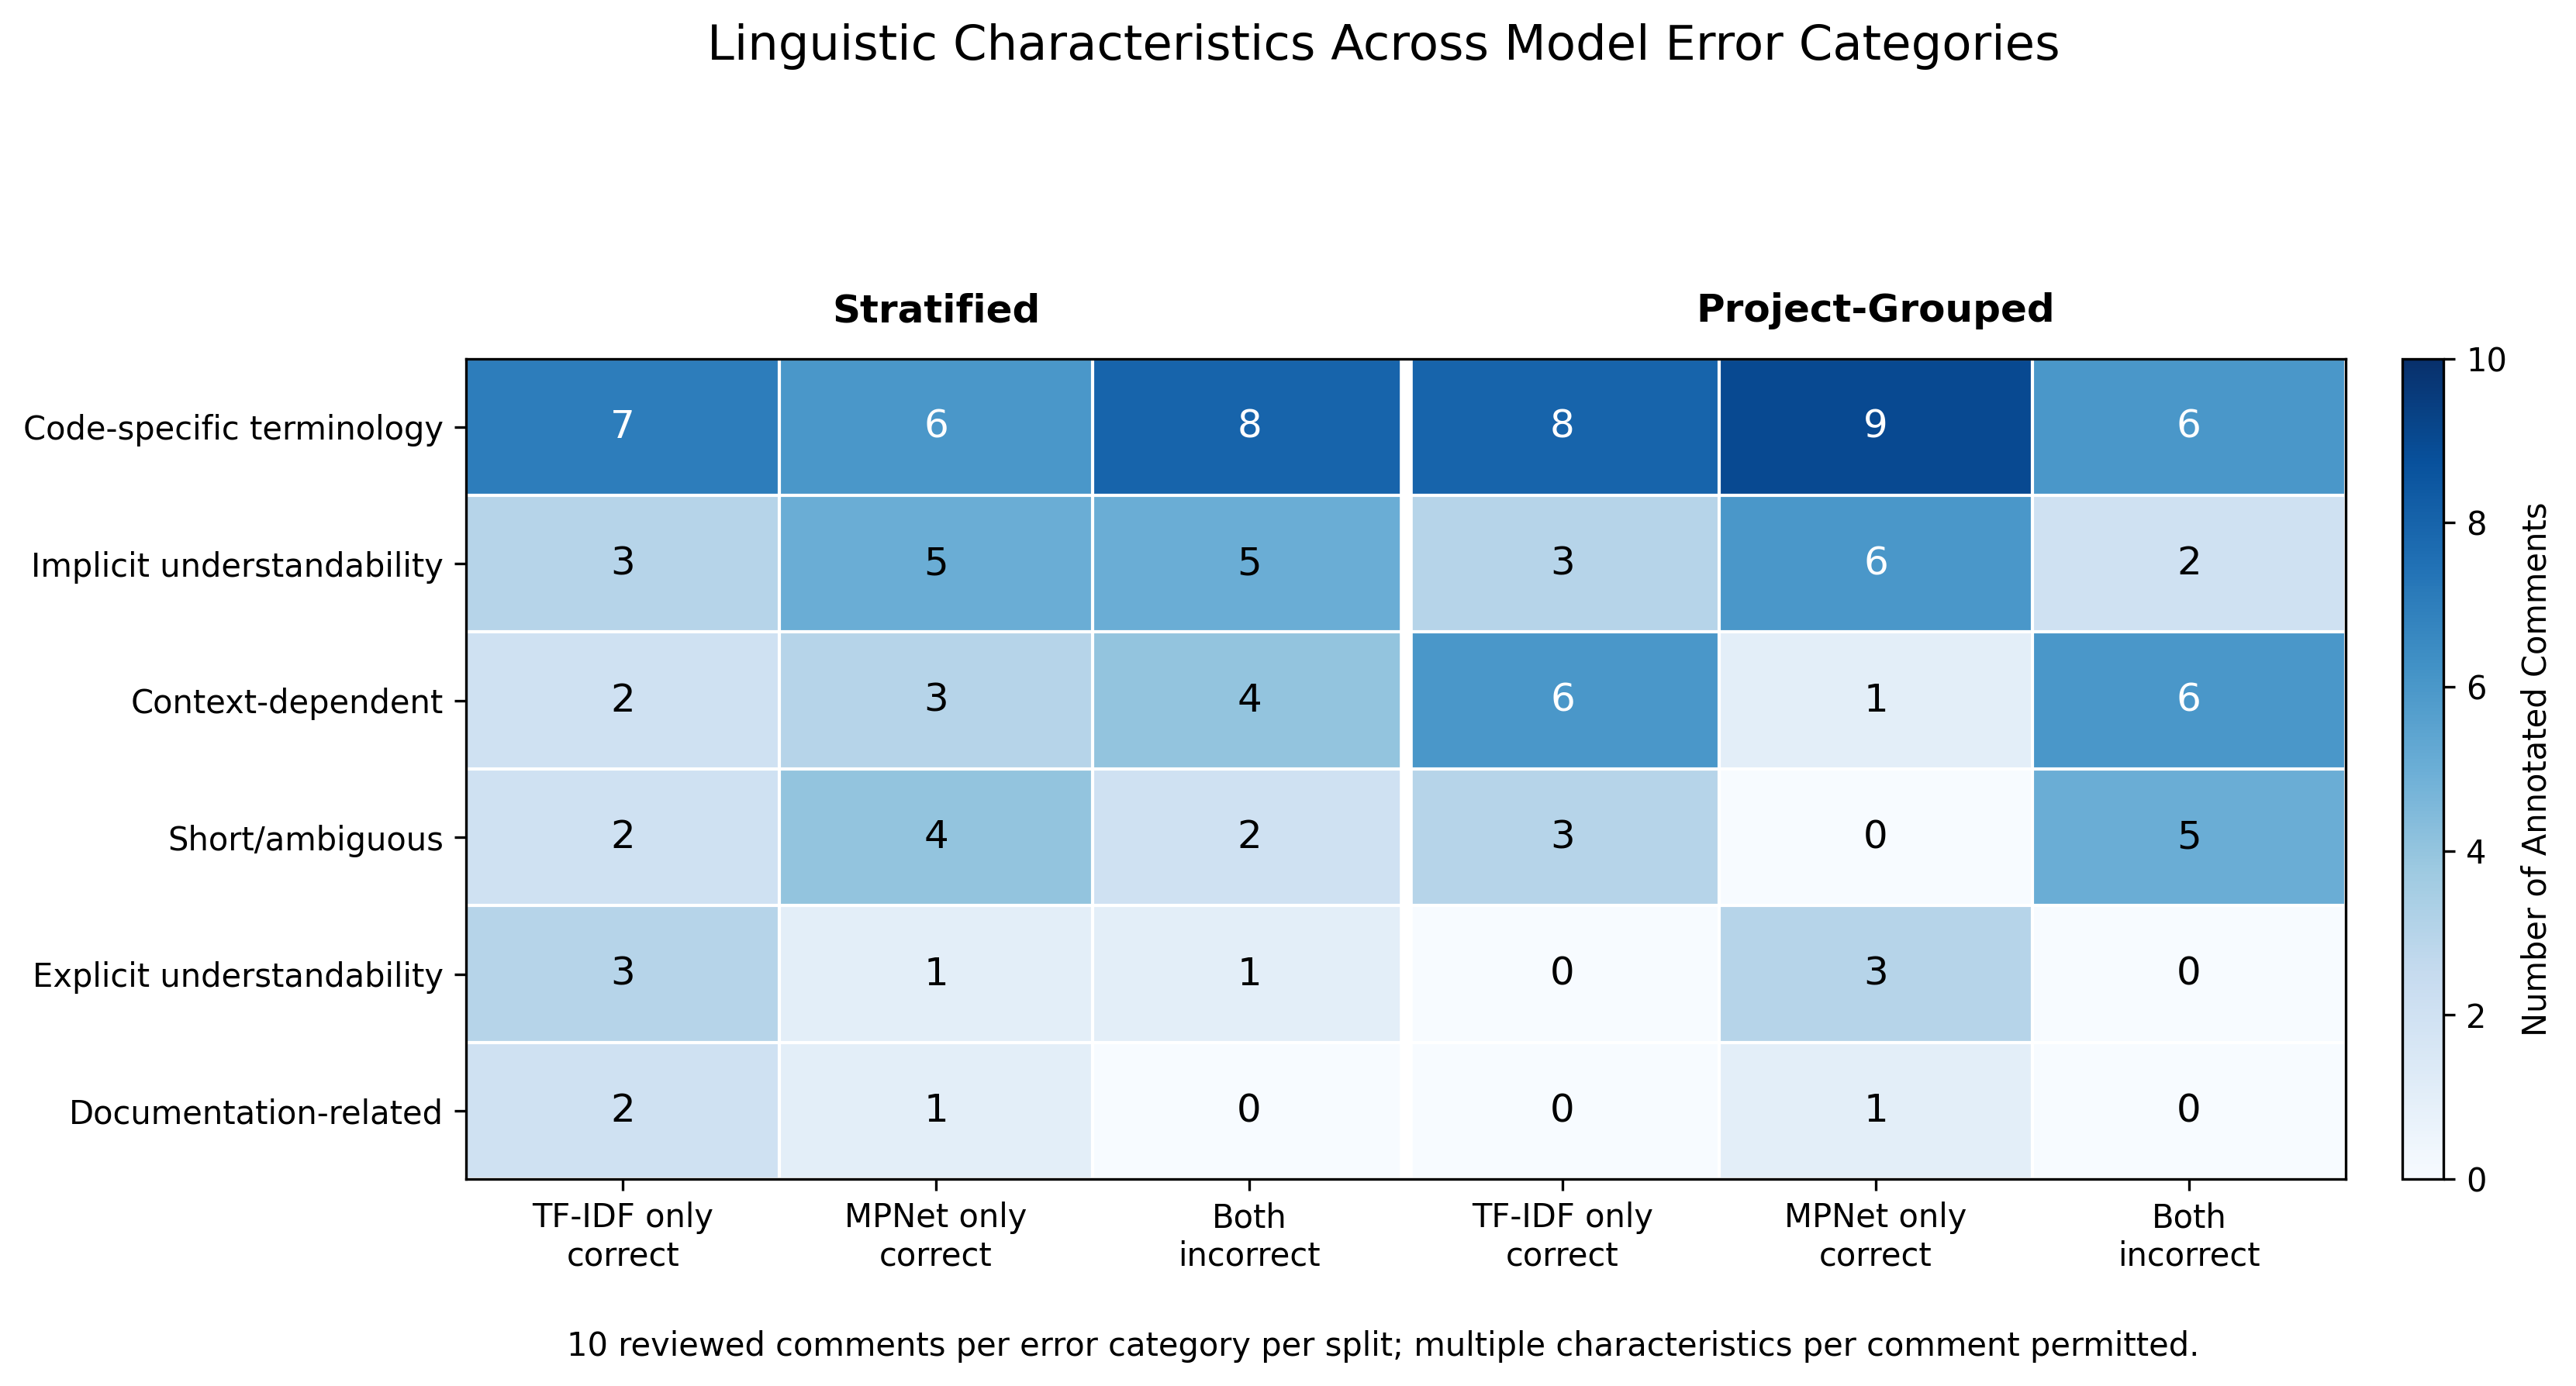 Linguistic Characteristics Across Model Error Categories
Stratified
Project-Grouped
Code-specific terminology 7 6 8 8 9 6
Implicit understandability 3 5 5 3 6 2
Context-dependent 2 3 4 6 1 6
Short/ambiguous 2 4 2 3 0 5
Explicit understandability 3 1 1 0 3 0
Documentation-related 2 1 0 0 1 0
TF-IDF only
correct
MPNet only
correct
Both
incorrect
TF-IDF only
correct
MPNet only
correct
Both
incorrect
10
8
6
4
2
0
Number of Annotated Comments
10 reviewed comments per error category per split; multiple characteristics per comment permitted.